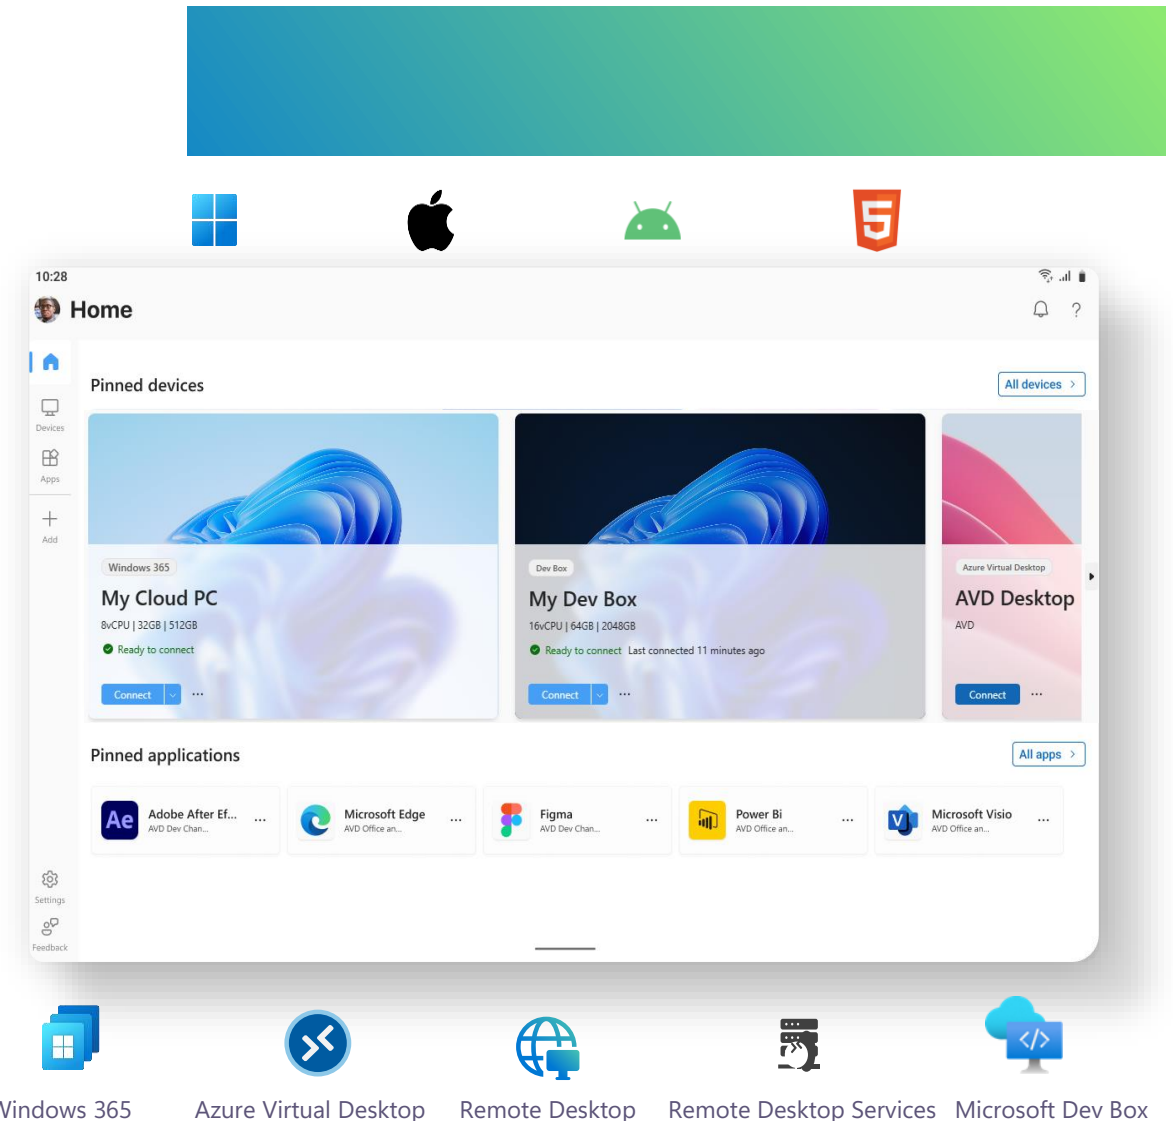 10:28
Home
?
Pinned devices
All devices >
Devices
Apps
Add
Windows 365
My Cloud PC
8vCPU | 32GB | 512GB
Ready to connect
Connect
...
Dev Box
My Dev Box
16vCPU | 64GB | 2048GB
Ready to connect Last connected 11 minutes ago
Connect
...
Azure Virtual Desktop
AVD Desktop
AVD
Connect
...
Pinned applications
All apps >
Ae
Adobe After Ef...
AVD Dev Chan...
...
Microsoft Edge
AVD Office an...
...
Figma
AVD Dev Chan...
...
Power Bi
AVD Office an...
...
V
Microsoft Visio
AVD Office an...
...
Settings
Feedback
</>
Windows 365
Azure Virtual Desktop
Remote Desktop
Remote Desktop Services
Microsoft Dev Box